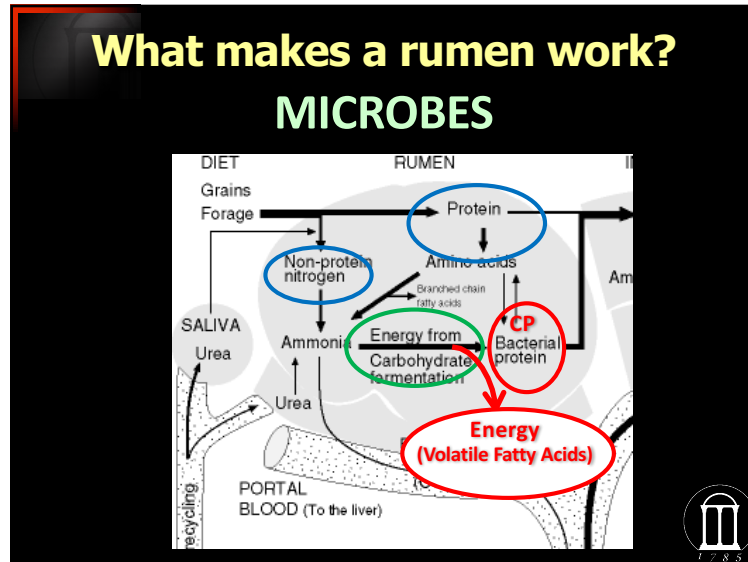 What makes a rumen work?
MICROBES
DIET
RUMEN
Grains
Forage
Protein
Non-protein
nitrogen
Amino acids
Branched chain
fatty acids
Am
SALIVA
Urea
Ammonia
Energy from
Carbohydrate
fermentation
CP
Bacterial
protein
Urea
Energy
(Volatile Fatty Acids)
PORTAL
BLOOD (To the liver)
recycling
1785